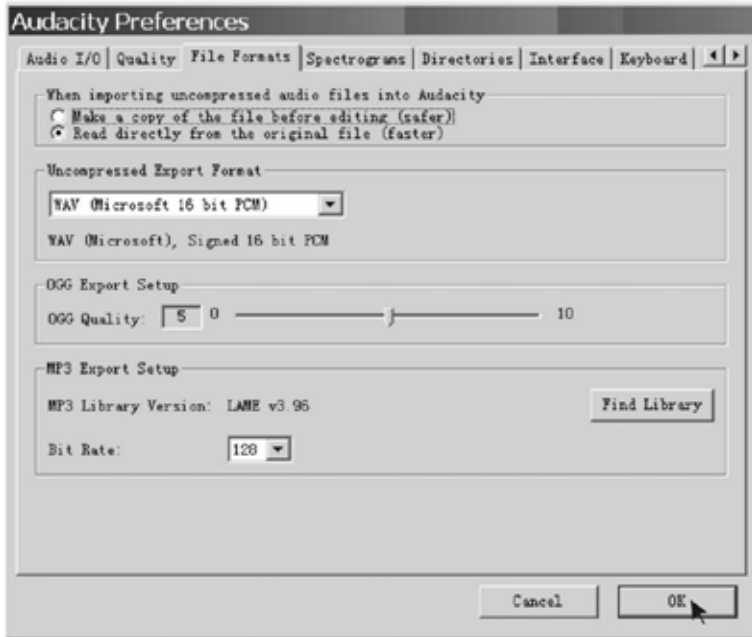 Audacity Preferences
Audio I/O Quality File Formats Spectrograms Directories Interface Keyboard
When importing uncompressed audio files into Audacity
Make a copy of the file before editing (safer)
Read directly from the original file (faster)
Uncompressed Export Format
WAV (Microsoft 16 bit PCM)
WAV (Microsoft), Signed 16 bit PCM
OGG Export Setup
OGG Quality: 5 0 10
MP3 Export Setup
MP3 Library Version: LAME v3.96 Find Library
Bit Rate: 128
Cancel OK